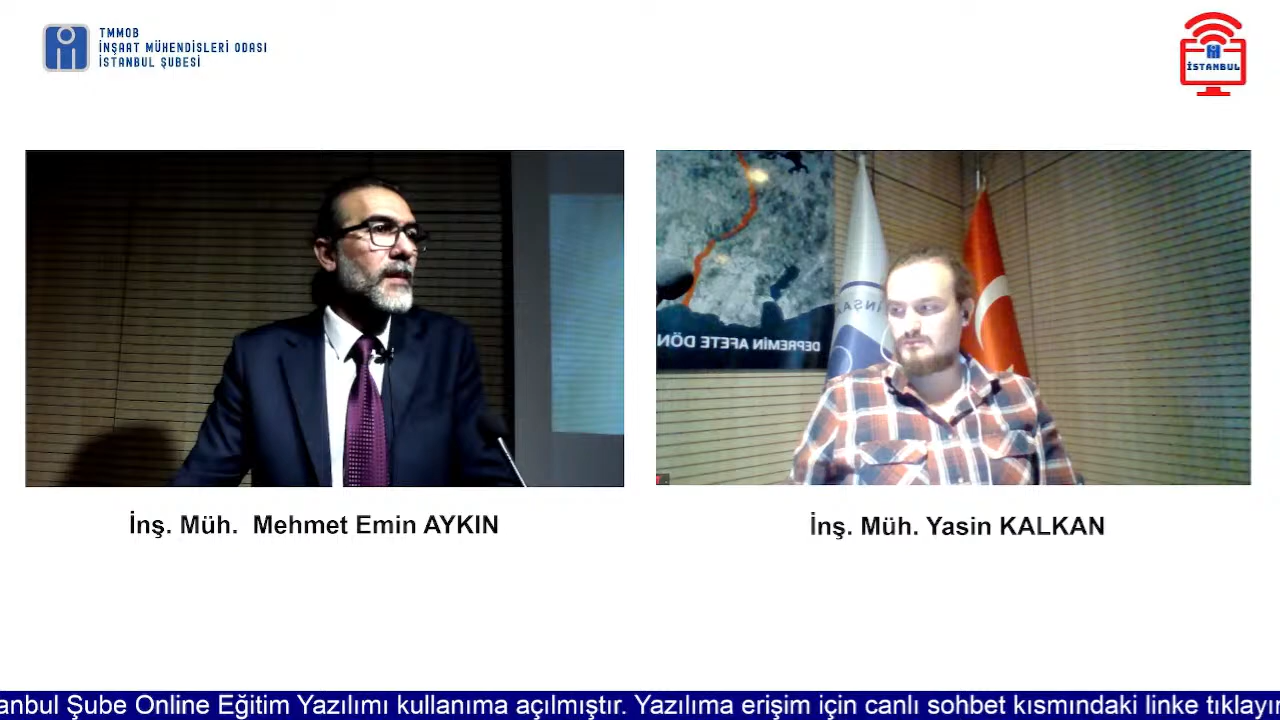 TMMOB
İNŞAAT MÜHENDİSLERİ ODASI
İSTANBUL ŞUBESİ
İSTANBUL
İNŞA
DEPREMİN AFETE DÖN
İnş. Müh. Mehmet Emin AYKIN
İnş. Müh. Yasin KALKAN
anbul Şube Online Eğitim Yazılımı kullanıma açılmıştır. Yazılıma erişim için canlı sohbet kısmındaki linke tıklayın